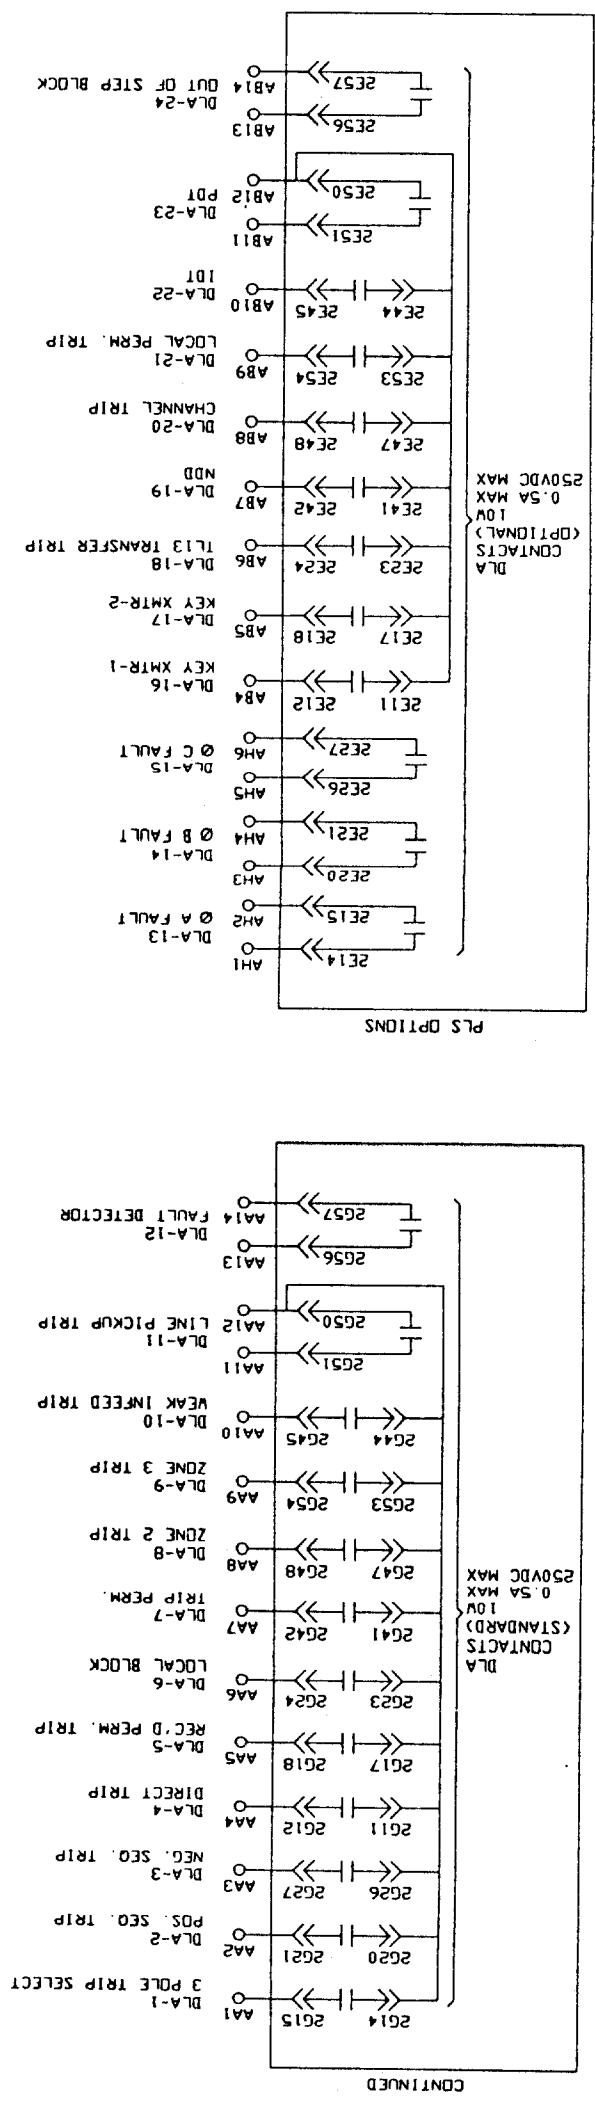 CONTINUED
2G14 2G15 AA1
DLA-1
3 POLE TRIP SELECT
2G20 2G21 AA2
DLA-2
POS. SEQ. TRIP
2G26 2G27 AA3
DLA-3
NEG. SEQ. TRIP
2G11 2G12 AA4
DLA-4
DIRECT TRIP
2G17 2G18 AA5
DLA-5
REC'D PERM. TRIP
2G23 2G24 AA6
DLA-6
LOCAL BLOCK
DLA
CONTACTS
(STANDARD)
10W
0.5A MAX
250VDC MAX
2G41 2G42 AA7
DLA-7
TRIP PERM.
2G47 2G48 AA8
DLA-8
ZONE 2 TRIP
2G53 2G54 AA9
DLA-9
ZONE 3 TRIP
2G44 2G45 AA10
DLA-10
WEAK INFEED TRIP
2G51 AA11
DLA-11
LINE PICKUP TRIP
2G50 AA12
2G56 AA13
DLA-12
FAULT DETECTOR
2G57 AA14
PLS OPTIONS
2E14 AH1
DLA-13
Ø A FAULT
2E15 AH2
2E20 AH3
DLA-14
Ø B FAULT
2E21 AH4
2E26 AH5
DLA-15
Ø C FAULT
2E27 AH6
2E11 2E12 AB4
DLA-16
KEY XMTR-1
2E17 2E18 AB5
DLA-17
KEY XMTR-2
2E23 2E24 AB6
DLA-18
TL13 TRANSFER TRIP
DLA
CONTACTS
(OPTIONAL)
10W
0.5A MAX
250VDC MAX
2E41 2E42 AB7
DLA-19
NDD
2E47 2E48 AB8
DLA-20
CHANNEL TRIP
2E53 2E54 AB9
DLA-21
LOCAL PERM. TRIP
2E44 2E45 AB10
DLA-22
IDT
2E51 AB11
DLA-23
PDT
2E50 AB12
2E56 AB13
DLA-24
OUT OF STEP BLOCK
2E57 AB14